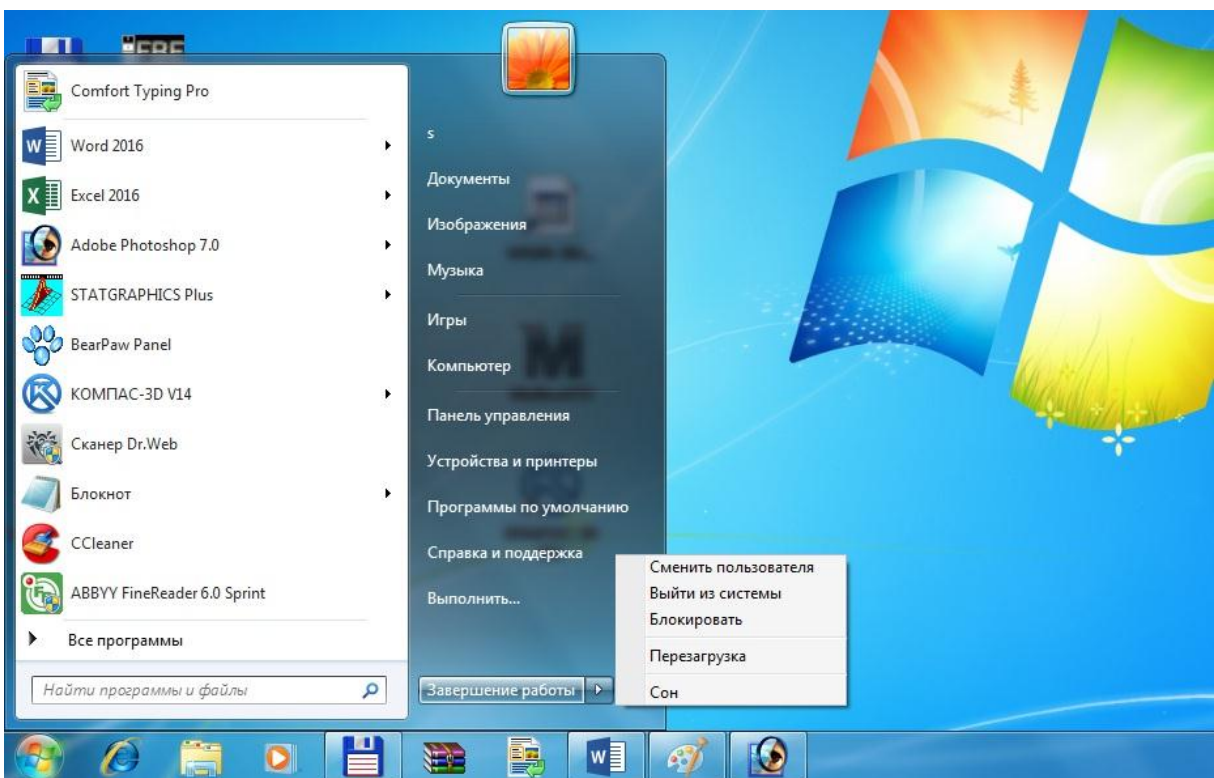 Comfort Typing Pro
Word 2016
Excel 2016
Adobe Photoshop 7.0
STATGRAPHICS Plus
BearPaw Panel
КОМПАС-3D V14
Сканер Dr.Web
Блокнот
CCleaner
ABBYY FineReader 6.0 Sprint
Все программы
Найти программы и файлы
s
Документы
Изображения
Музыка
Игры
Компьютер
Панель управления
Устройства и принтеры
Программы по умолчанию
Справка и поддержка
Выполнить...
Завершение работы
Сменить пользователя
Выйти из системы
Блокировать
Перезагрузка
Сон